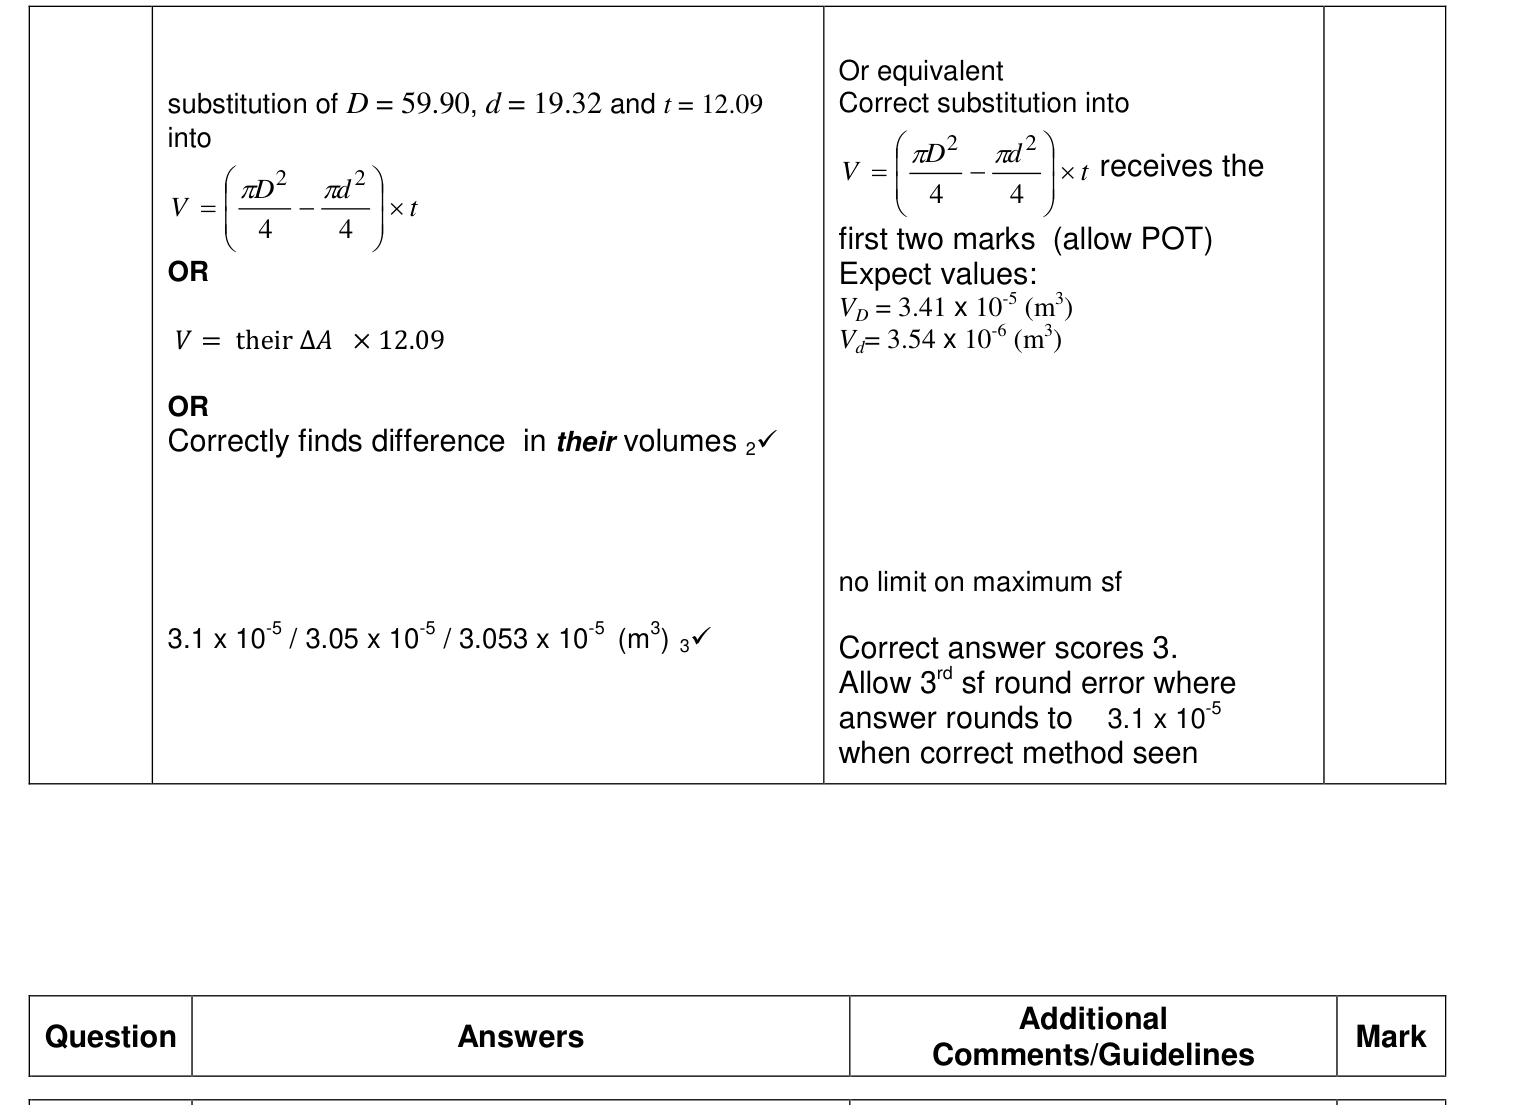 substitution of D = 59.90, d = 19.32 and t = 12.09
into
V = (πD²/4 − πd²/4) × t
OR
V = their ΔA × 12.09
OR
Correctly finds difference in their volumes ₂✓
3.1 x 10⁻⁵ / 3.05 x 10⁻⁵ / 3.053 x 10⁻⁵ (m³) ₃✓
Or equivalent
Correct substitution into
V = (πD²/4 − πd²/4) × t receives the
first two marks (allow POT)
Expect values:
V_D = 3.41 x 10⁻⁵ (m³)
V_d= 3.54 x 10⁻⁶ (m³)
no limit on maximum sf
Correct answer scores 3.
Allow 3ʳᵈ sf round error where
answer rounds to 3.1 x 10⁻⁵
when correct method seen
Question
Answers
Additional
Comments/Guidelines
Mark